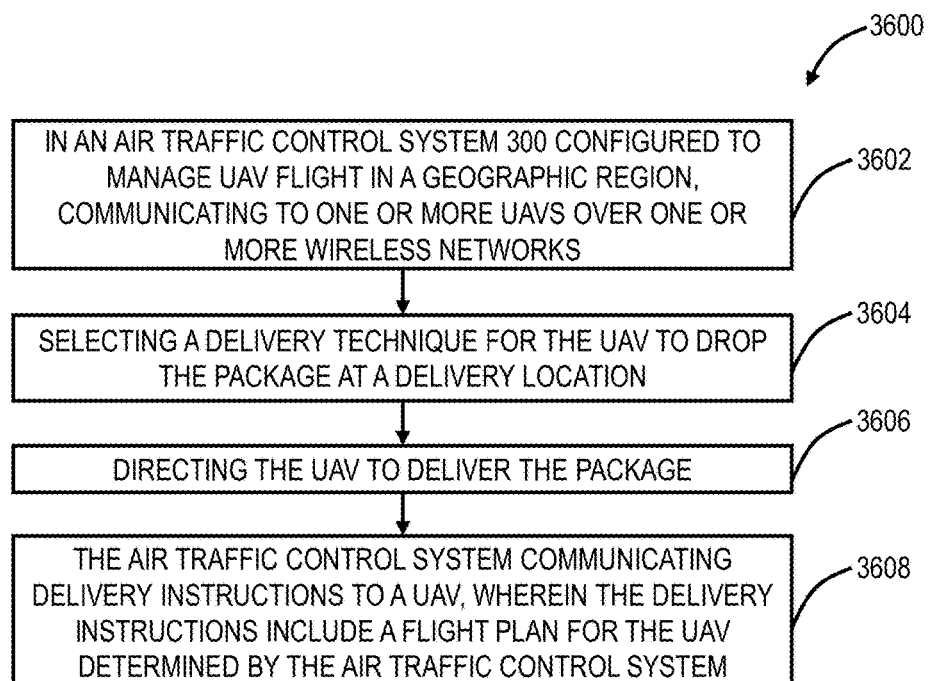 3600
IN AN AIR TRAFFIC CONTROL SYSTEM 300 CONFIGURED TO
MANAGE UAV FLIGHT IN A GEOGRAPHIC REGION,
COMMUNICATING TO ONE OR MORE UAVS OVER ONE OR
MORE WIRELESS NETWORKS
3602
SELECTING A DELIVERY TECHNIQUE FOR THE UAV TO DROP
THE PACKAGE AT A DELIVERY LOCATION
3604
DIRECTING THE UAV TO DELIVER THE PACKAGE
3606
THE AIR TRAFFIC CONTROL SYSTEM COMMUNICATING
DELIVERY INSTRUCTIONS TO A UAV, WHEREIN THE DELIVERY
INSTRUCTIONS INCLUDE A FLIGHT PLAN FOR THE UAV
DETERMINED BY THE AIR TRAFFIC CONTROL SYSTEM
3608